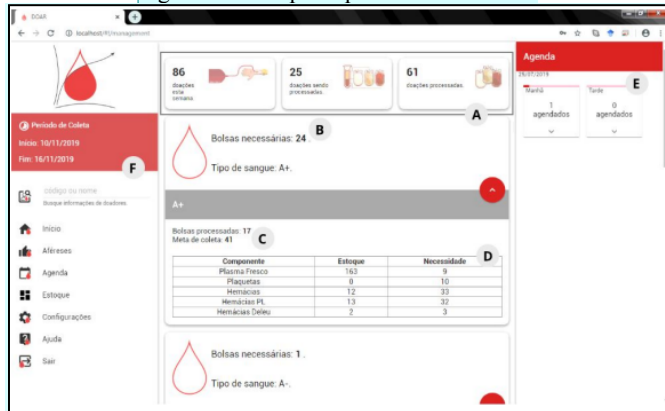 DOAR
localhost/tt/management
86
doações
esta
semana.
25
doações sendo
processadas.
61
doações processadas.
A
Agenda
26/07/2019
E
Manhã
1
agendados
Tarde
0
agendados
Período de Coleta
Início: 10/11/2019
Fim: 16/11/2019
F
código ou nome
Busque informações de doadores.
Início
Aféreses
Agenda
Estoque
Configurações
Ajuda
Sair
B
Bolsas necessárias: 24 .
Tipo de sangue: A+.
A+
Bolsas processadas: 17
Meta de coleta: 41
C
D
Componente Estoque Necessidade
Plasma Fresco 163 9
Plaquetas 0 10
Hemácias 12 33
Hemácias PL 13 32
Hemácias Deleu 2 3
Bolsas necessárias: 1 .
Tipo de sangue: A-.